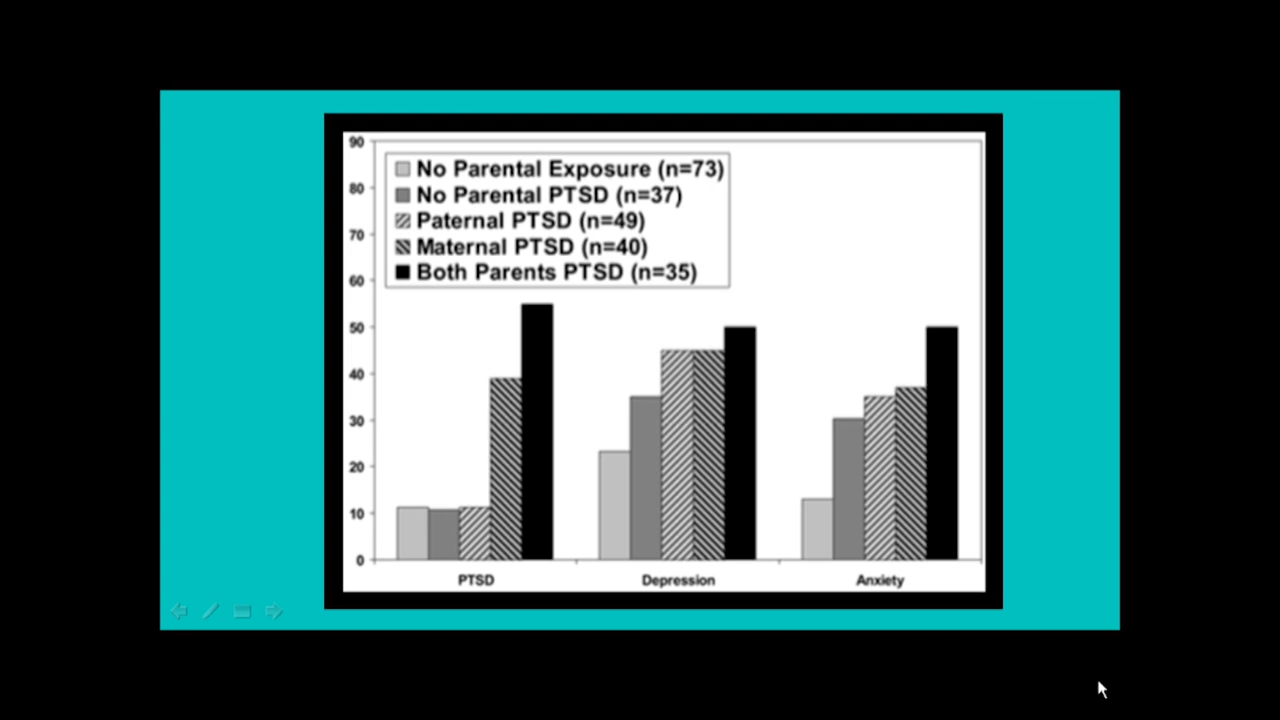 90
80
70
60
50
40
30
20
10
0
No Parental Exposure (n=73)
No Parental PTSD (n=37)
Paternal PTSD (n=49)
Maternal PTSD (n=40)
Both Parents PTSD (n=35)
PTSD
Depression
Anxiety